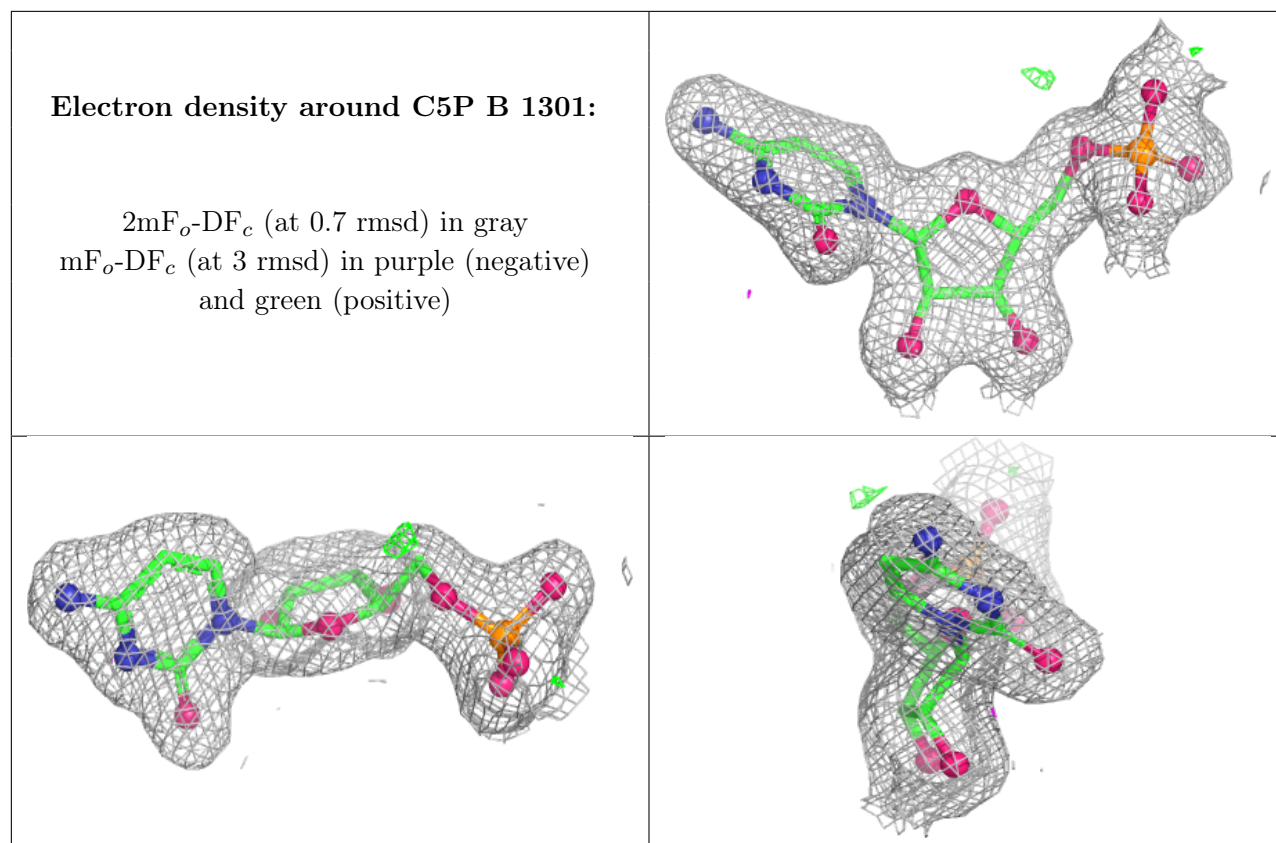 Electron density around C5P B 1301:
2mFo-DFc (at 0.7 rmsd) in gray
mFo-DFc (at 3 rmsd) in purple (negative)
and green (positive)